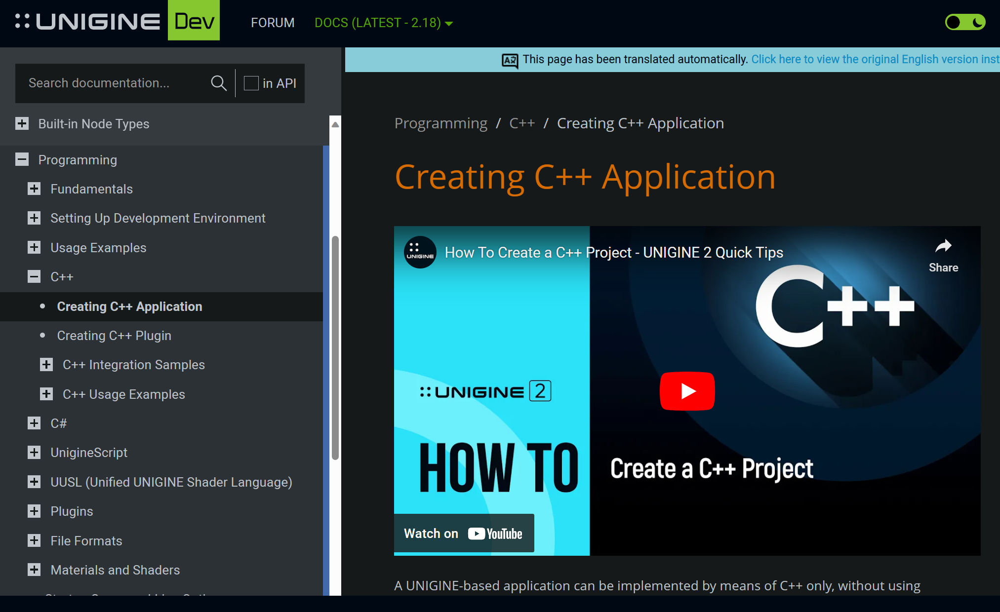 UNIGINE Dev FORUM DOCS (LATEST - 2.18)
Search documentation... in API
Built-in Node Types
Programming
Fundamentals
Setting Up Development Environment
Usage Examples
C++
Creating C++ Application
Creating C++ Plugin
C++ Integration Samples
C++ Usage Examples
C#
UnigineScript
UUSL (Unified UNIGINE Shader Language)
Plugins
File Formats
Materials and Shaders
This page has been translated automatically. Click here to view the original English version inst
Programming / C++ / Creating C++ Application
Creating C++ Application
UNIGINE
How To Create a C++ Project - UNIGINE 2 Quick Tips
Share
C++
UNIGINE 2
HOW TO
Create a C++ Project
Watch on YouTube
A UNIGINE-based application can be implemented by means of C++ only, without using